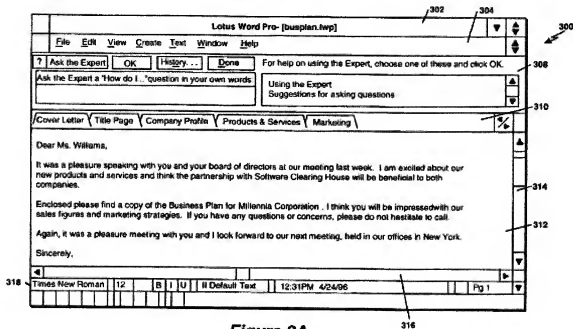 302
Lotus Word Pro- [busplan.lwp]
304
300
File Edit View Create Text Window Help
? Ask the Expert OK History. . . Done For help on using the Expert, choose one of these and click OK.
308
Ask the Expert a "How do I .."question in your own words
Using the Expert
Suggestions for asking questions
310
Cover Letter Title Page Company Profile Products & Services Marketing
Dear Ms. Williams,
It was a pleasure speaking with you and your board of directors at our meeting last week. I am excited about our
new products and services and think the partnership with Software Clearing House will be beneficial to both
companies.
314
Enclosed please find a copy of the Business Plan for Millennia Corporation . I think you will be impressedwith our
sales figures and marketing strategies. If you have any questions or concerns, please do not hesitate to call.
312
Again, it was a pleasure meeting with you and I look forward to our next meeting, held in our offices in New York.
Sincerely,
318
Times New Roman 12 B I U Default Text 12:31PM 4/24/96 Pg 1
316